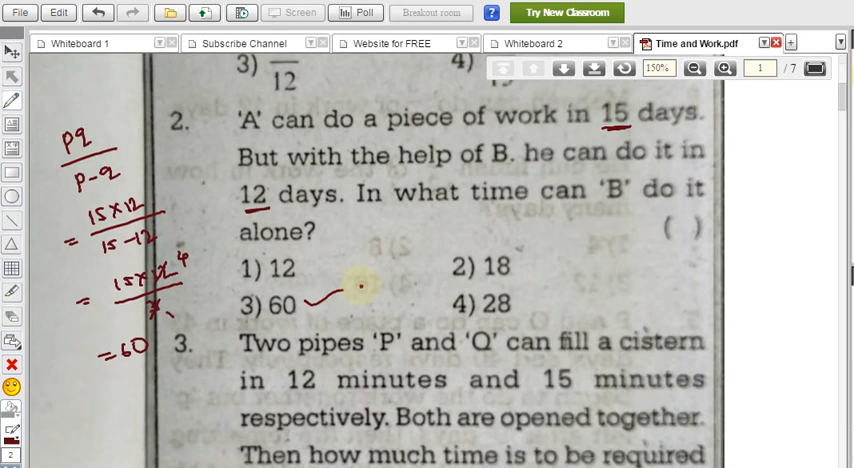 File Edit Screen Poll Breakout room ? Try New Classroom
Whiteboard 1 Subscribe Channel Website for FREE Whiteboard 2 Time and Work.pdf
150% 1 / 7
3) 12 4)
2. 'A' can do a piece of work in 15 days.
But with the help of B. he can do it in
12 days. In what time can 'B' do it
alone? ( )
1) 12 2) 18
3) 60 4) 28
3. Two pipes 'P' and 'Q' can fill a cistern
in 12 minutes and 15 minutes
respectively. Both are opened together.
Then how much time is to be required
pq
p-q
= 15×12
15-12
= 15×12 4
3
=60
2